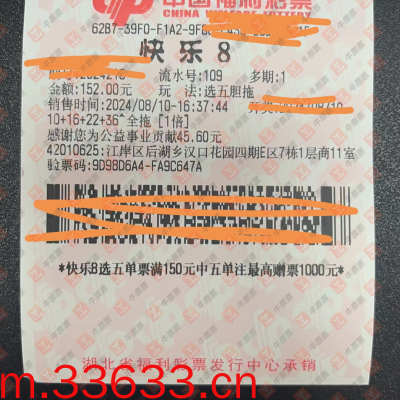 中国福利彩票
CHINA WELFARE LOTTERY
62B7-39F0-F1A2
快乐 8
流水号:109 多期:1
金额:152.00元 玩 法:选五胆拖
销售时间:2024/08/10-16:37:44
10+16+22+36^全拖 [1倍]
感谢您为公益事业贡献45.60元
42010625:江岸区后湖乡汉口花园四期E区7栋1层商11室
验票码:9D98D6A4-FA9C647A
*快乐8选五单票满150元中五单注最高赠票1000元*
湖北省福利彩票发行中心承销
m.33633.cn